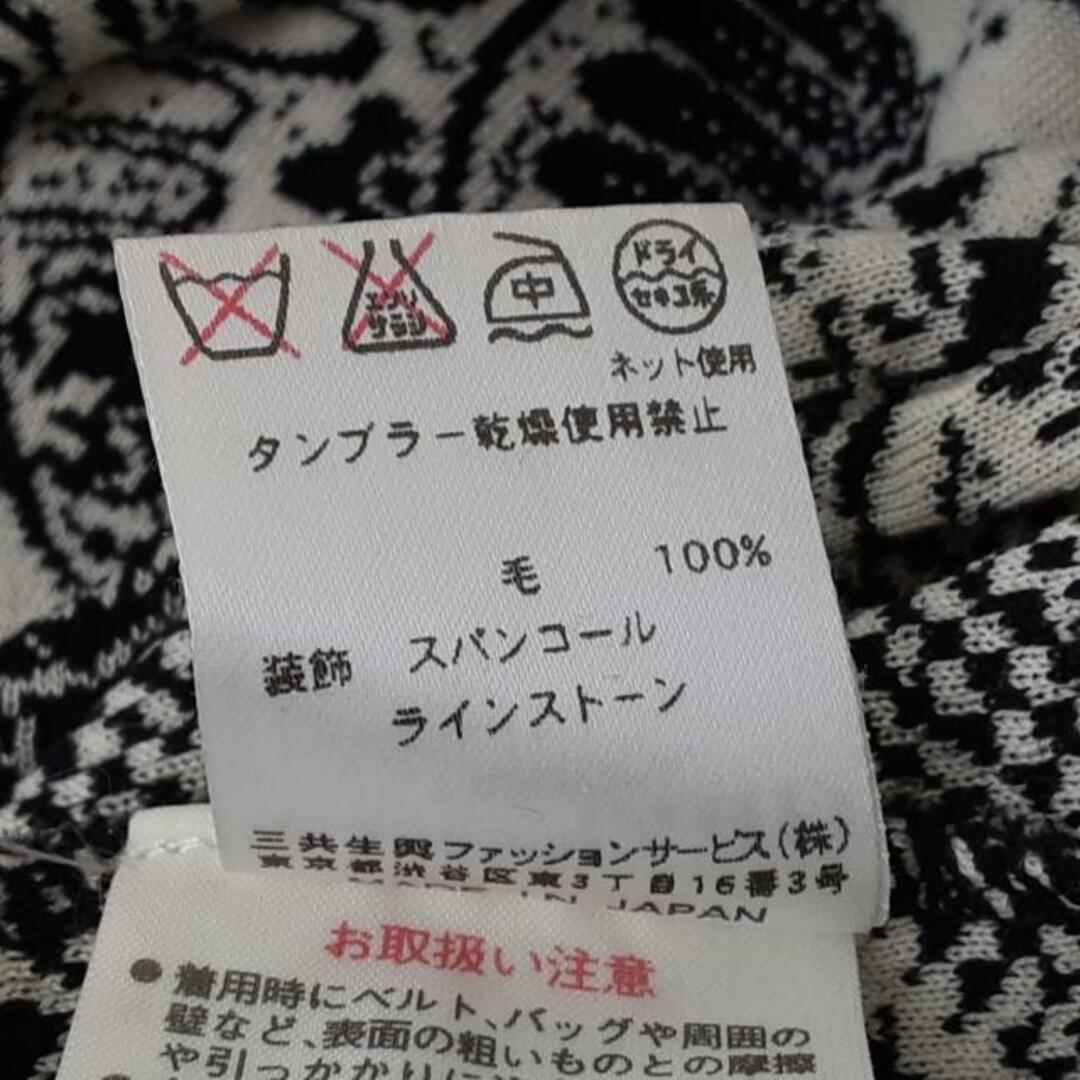 エンソ サラシ
中
ドライ
セキユ系
ネット使用
タンブラー乾燥使用禁止
毛 100%
装飾 スパンコール
ラインストーン
三共生興ファッションサービス(株)
東京都渋谷区東3丁目16番3号
MADE IN JAPAN
お取扱い注意
●着用時にベルト、バッグや周囲の
壁など、表面の粗いものとの摩擦
や引っかかりに